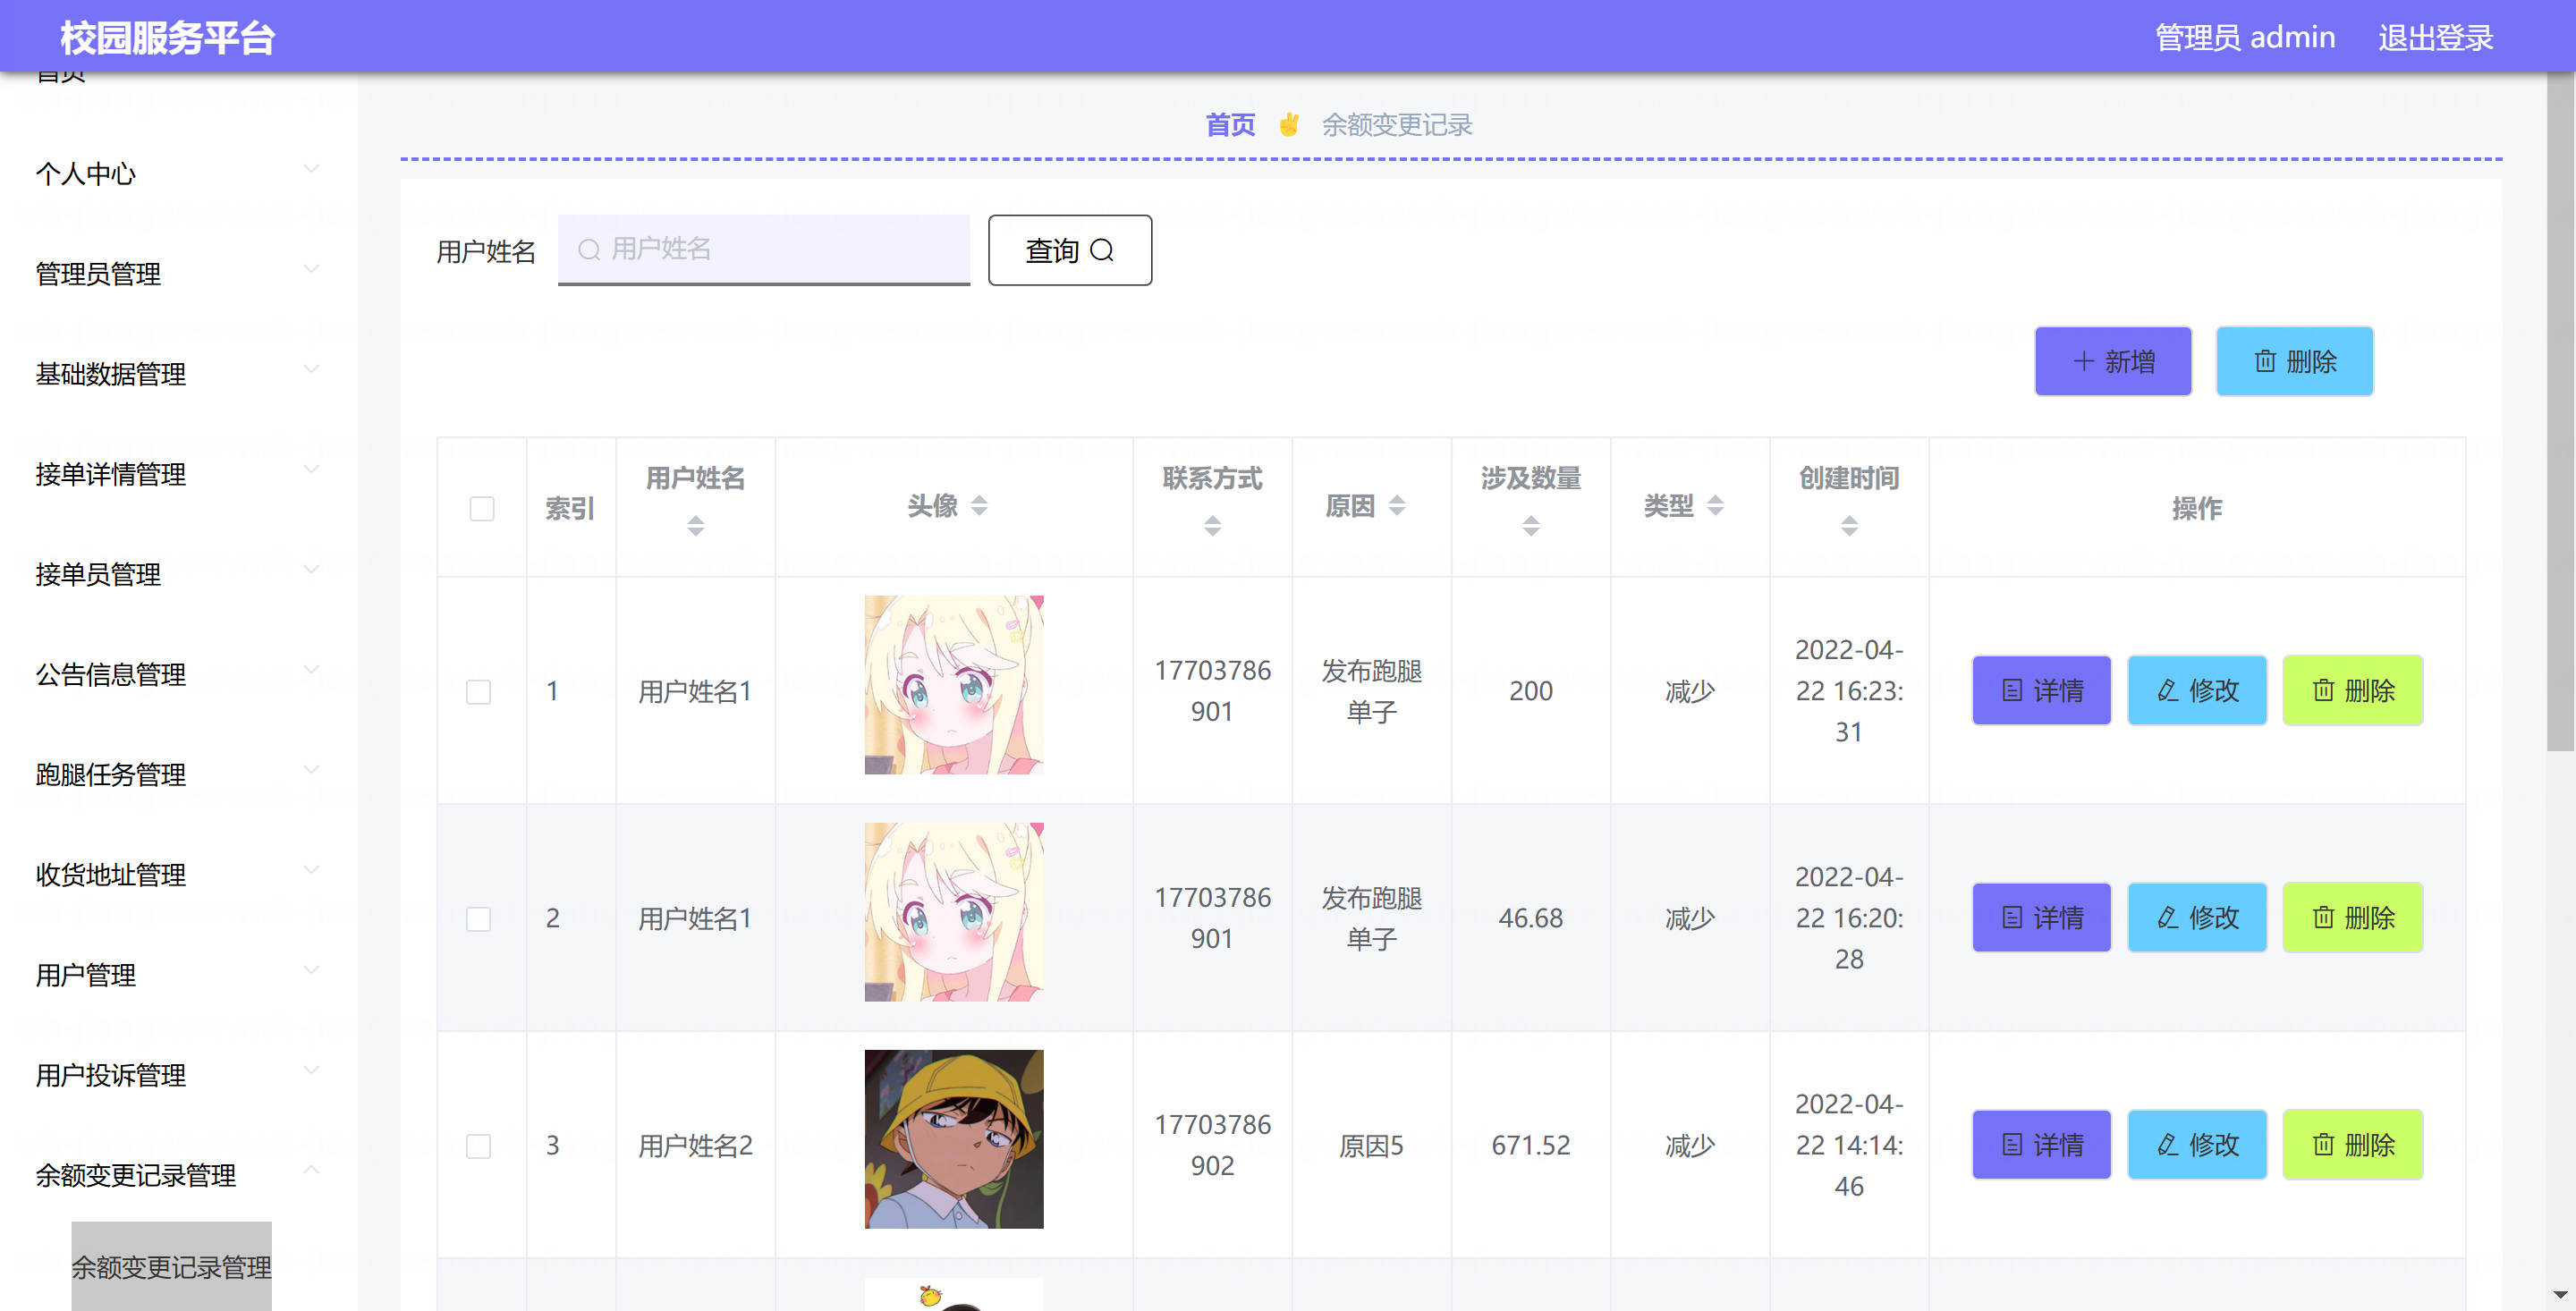 校园服务平台
管理员 admin
退出登录
首页
个人中心
管理员管理
基础数据管理
接单详情管理
接单员管理
公告信息管理
跑腿任务管理
收货地址管理
用户管理
用户投诉管理
余额变更记录管理
余额变更记录管理
首页 余额变更记录
用户姓名 用户姓名 查询
新增 删除
索引 用户姓名 头像 联系方式 原因 涉及数量 类型 创建时间 操作
1 用户姓名1 17703786901 发布跑腿单子 200 减少 2022-04-22 16:23:31 详情 修改 删除
2 用户姓名1 17703786901 发布跑腿单子 46.68 减少 2022-04-22 16:20:28 详情 修改 删除
3 用户姓名2 17703786902 原因5 671.52 减少 2022-04-22 14:14:46 详情 修改 删除